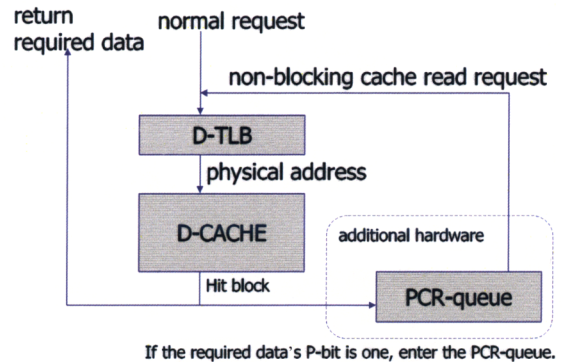 return
required data
normal request
non-blocking cache read request
D-TLB
physical address
D-CACHE
additional hardware
Hit block
PCR-queue
If the required data's P-bit is one, enter the PCR-queue.